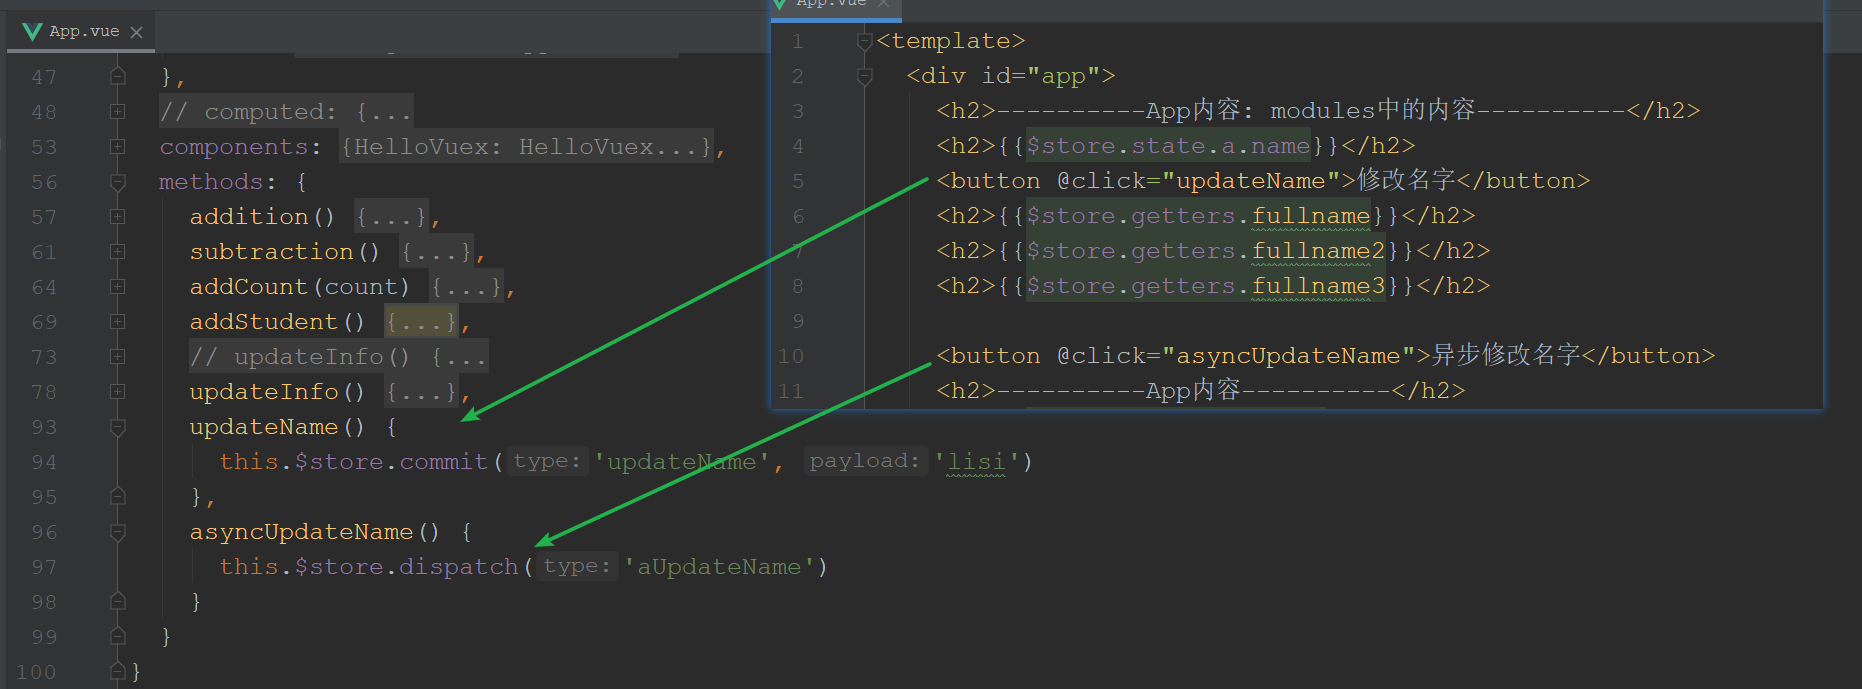 App.vue
47 },
48 // computed: {...
53 components: {HelloVuex: HelloVuex...},
56 methods: {
57 addition() {...},
61 subtraction() {...},
64 addCount(count) {...},
69 addStudent() {...},
73 // updateInfo() {...
78 updateInfo() {...},
93 updateName() {
94 this.$store.commit( type: 'updateName', payload: 'lisi')
95 },
96 asyncUpdateName() {
97 this.$store.dispatch( type: 'aUpdateName')
98 }
99 }
100 }
App.vue
1 <template>
2 <div id="app">
3 <h2>----------App内容: modules中的内容----------</h2>
4 <h2>{{$store.state.a.name}}</h2>
5 <button @click="updateName">修改名字</button>
6 <h2>{{$store.getters.fullname}}</h2>
7 <h2>{{$store.getters.fullname2}}</h2>
8 <h2>{{$store.getters.fullname3}}</h2>
9
10 <button @click="asyncUpdateName">异步修改名字</button>
11 <h2>----------App内容----------</h2>